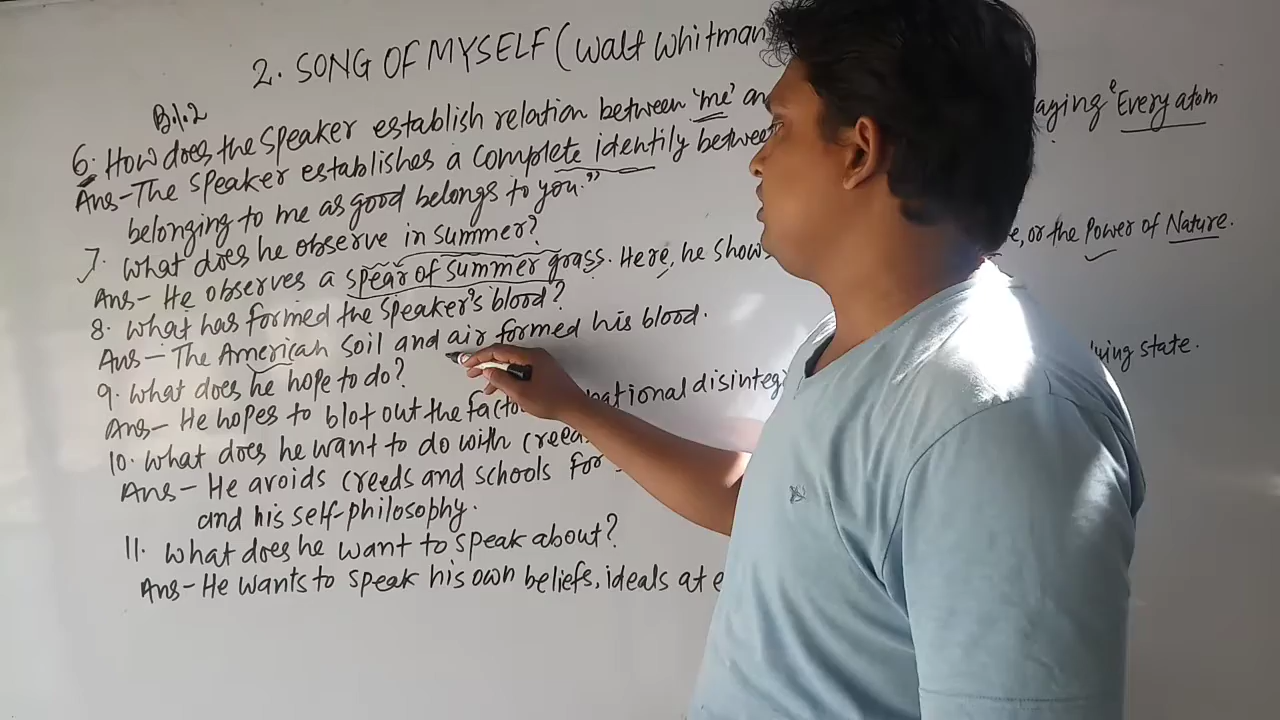 2. SONG OF MYSELF (Walt Whitman
B.1.2
6. How does the speaker establish relation between 'me' an
Ans- The speaker establishes a complete identity between aying "Every atom
belonging to me as good belongs to you."
7. What does he observe in summer?
Ans- He observes a spear of summer grass. Here, he shows e, or the Power of Nature.
8. What has formed the speaker's blood?
Ans- The American soil and air formed his blood.
9. What does he hope to do?
Ans- He hopes to blot out the facto national disinteg ying state.
10. What does he want to do with creeds
Ans- He avoids creeds and schools for
and his self-philosophy.
11. What does he want to speak about?
Ans- He wants to speak his own beliefs, ideals at e